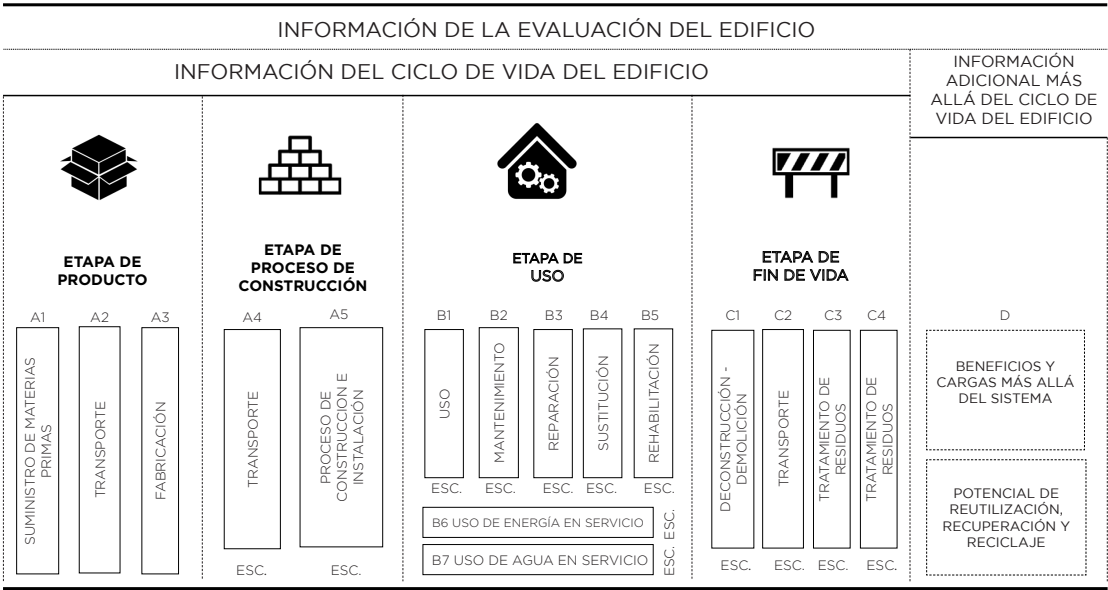 INFORMACIÓN DE LA EVALUACIÓN DEL EDIFICIO
INFORMACIÓN DEL CICLO DE VIDA DEL EDIFICIO
INFORMACIÓN
ADICIONAL MÁS
ALLÁ DEL CICLO DE
VIDA DEL EDIFICIO
ETAPA DE
PRODUCTO
A1
A2
A3
SUMINISTRO DE MATERIAS
PRIMAS
TRANSPORTE
FABRICACIÓN
ETAPA DE
PROCESO DE
CONSTRUCCIÓN
A4
A5
TRANSPORTE
PROCESO DE
CONSTRUCCION E
INSTALACIÓN
ESC.
ESC.
ETAPA DE
USO
B1
B2
B3
B4
B5
USO
MANTENIMIENTO
REPARACIÓN
SUSTITUCIÓN
REHABILITACIÓN
ESC.
ESC.
ESC.
ESC.
ESC.
B6 USO DE ENERGÍA EN SERVICIO
ESC.
B7 USO DE AGUA EN SERVICIO
ESC.
ETAPA DE
FIN DE VIDA
C1
C2
C3
C4
DECONSTRUCCIÓN -
DEMOLICIÓN
TRANSPORTE
TRATAMIENTO DE
RESIDUOS
TRATAMIENTO DE
RESIDUOS
ESC.
ESC.
ESC.
ESC.
D
BENEFICIOS Y
CARGAS MÁS ALLÁ
DEL SISTEMA
POTENCIAL DE
REUTILIZACIÓN,
RECUPERACIÓN Y
RECICLAJE